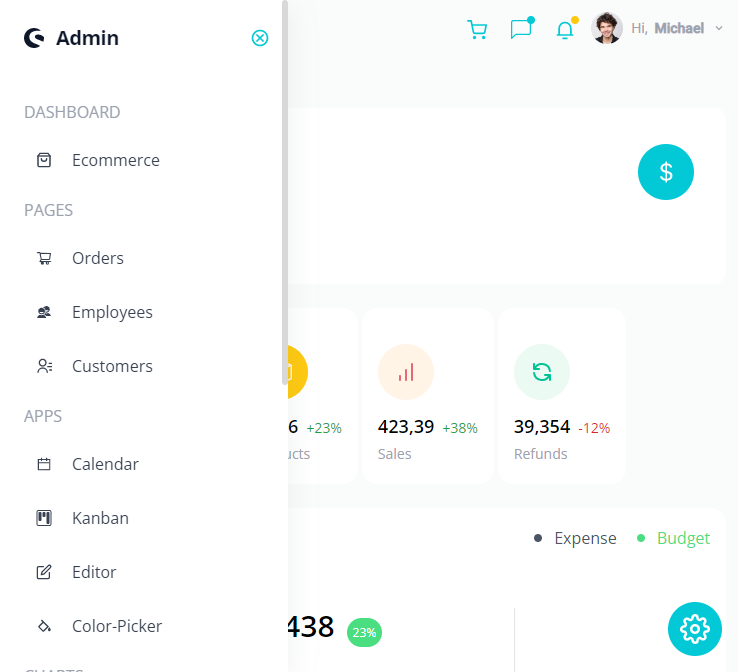 Admin
Hi, Michael
DASHBOARD
Ecommerce
$
PAGES
Orders
Employees
Customers
6 +23%
423,39 +38%
Sales
39,354 -12%
Refunds
APPS
Calendar
Kanban
Editor
Color-Picker
Expense
Budget
438 23%
CHARTS